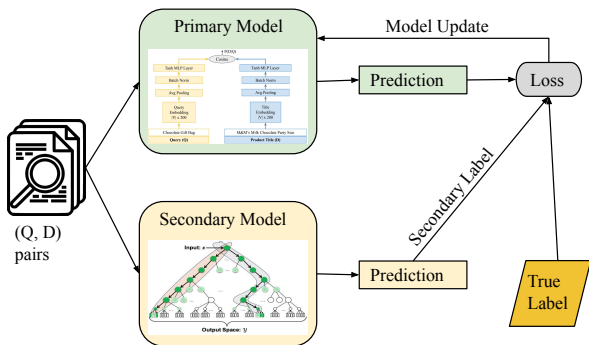 Primary Model
Model Update
P(D|Q)
Cosine
Tanh MLP Layer
Tanh MLP Layer
Batch Norm
Batch Norm
Avg Pooling
Avg Pooling
Query
Embedding
|V| x 200
Title
Embedding
|V| x 200
Chocolate Gift Bag
M&M's Milk Chocolate Party Size
Query (Q)
Product Title (D)
Prediction
Loss
(Q, D)
pairs
Secondary Label
Secondary Model
Input: x
Output Space: Y
Prediction
True
Label